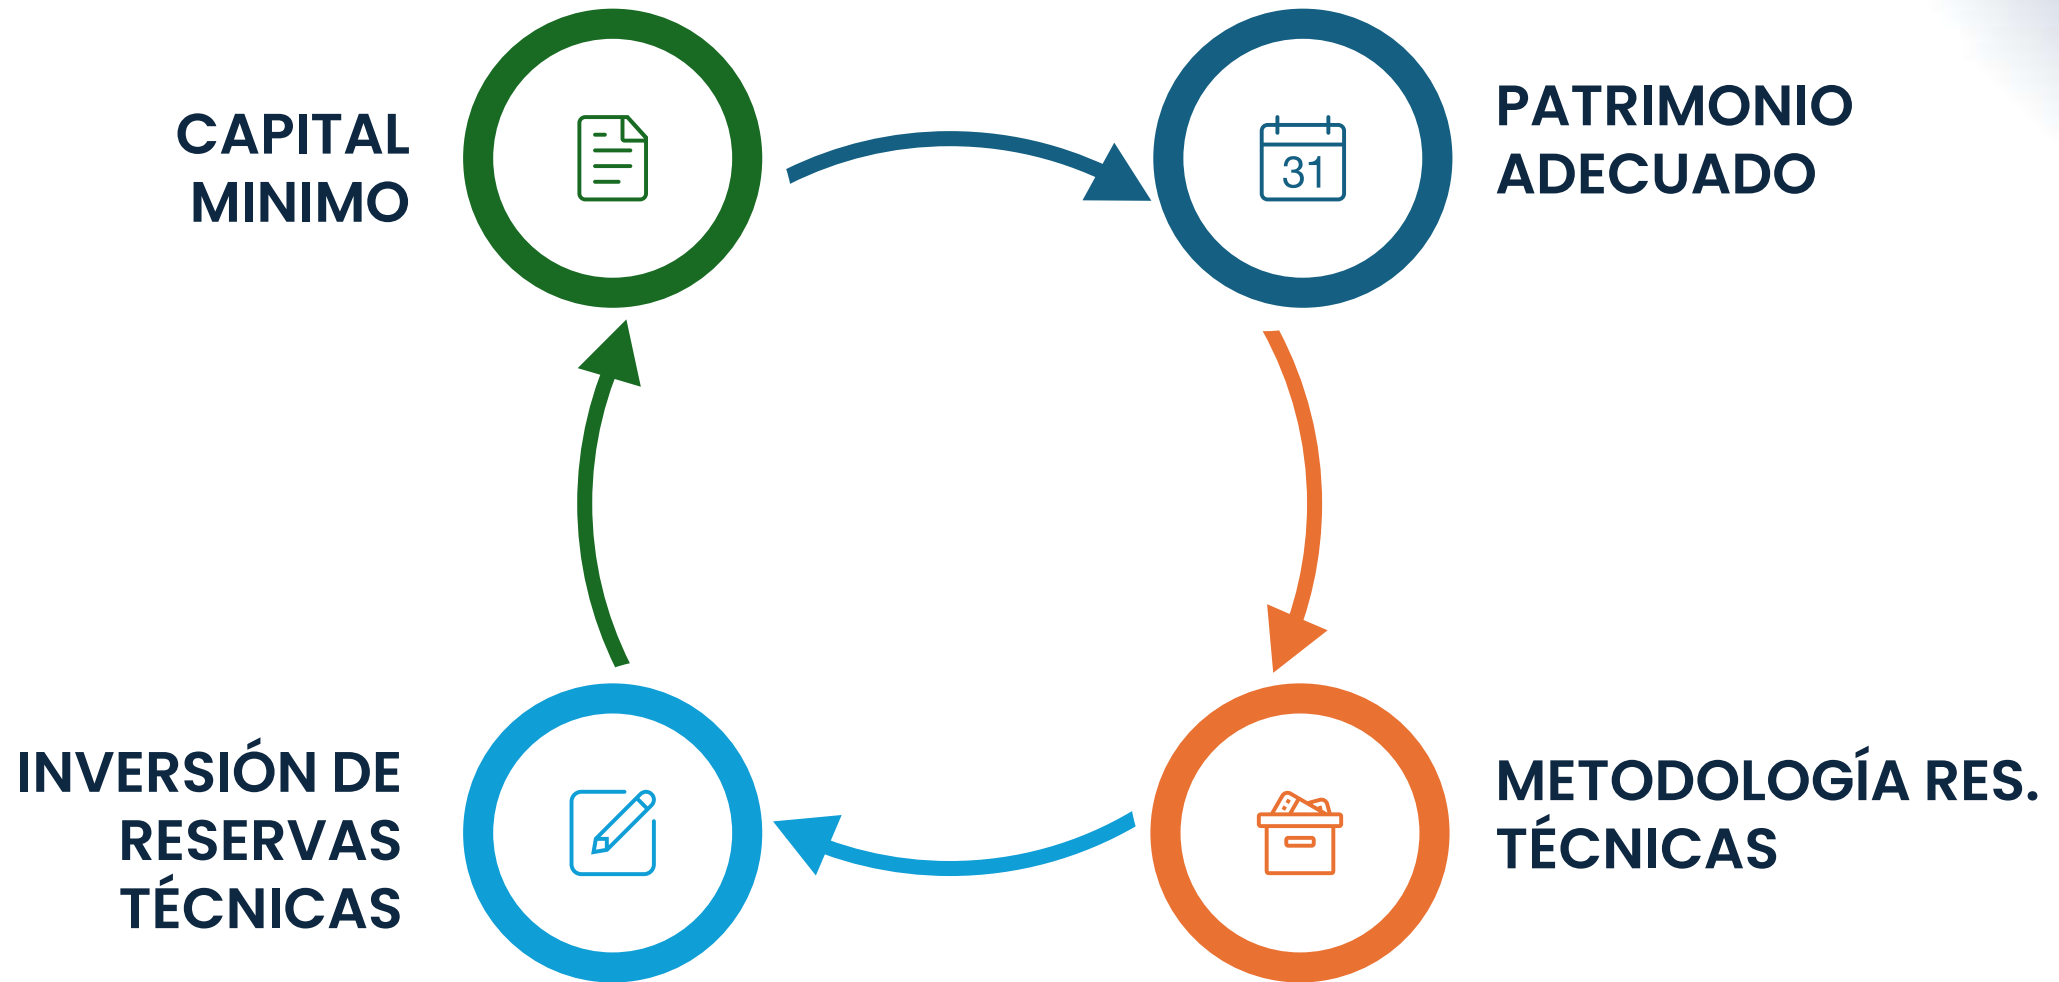 CAPITAL
MINIMO
31
PATRIMONIO
ADECUADO
INVERSIÓN DE
RESERVAS
TÉCNICAS
METODOLOGÍA RES.
TÉCNICAS